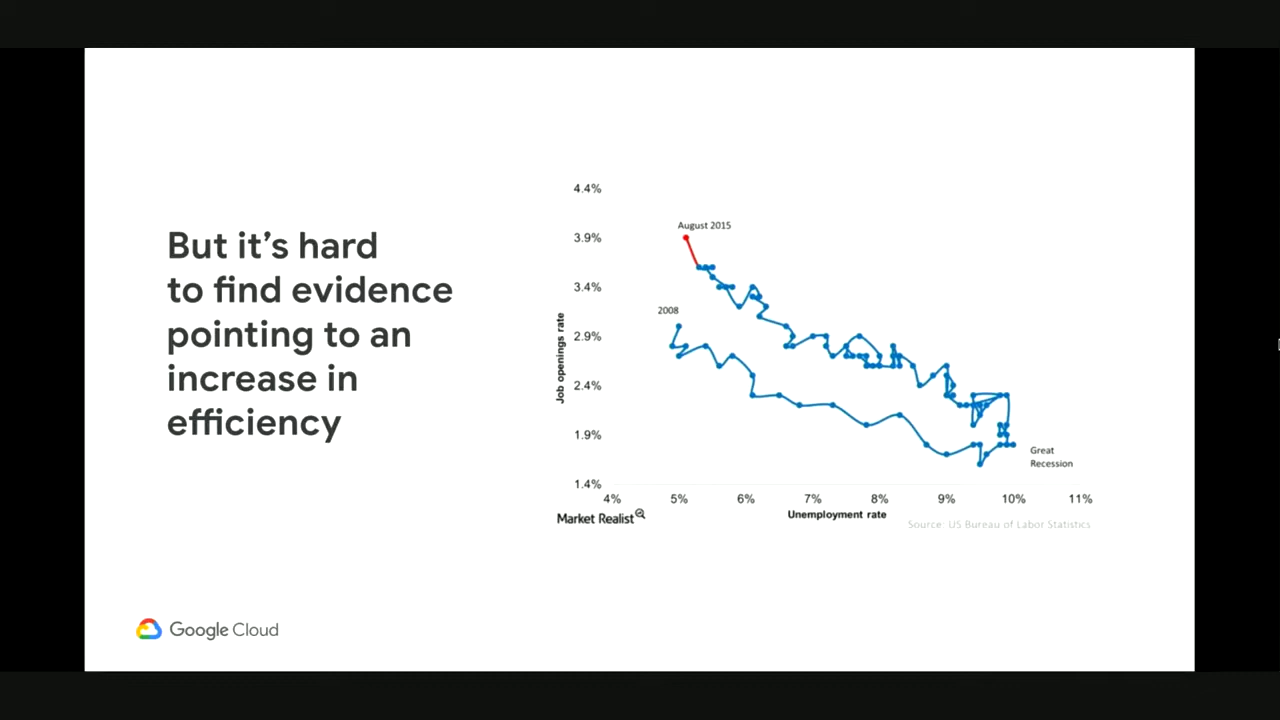 But it's hard
to find evidence
pointing to an
increase in
efficiency
4.4%
August 2015
3.9%
3.4%
2008
2.9%
Job openings rate
2.4%
1.9%
Great
Recession
1.4%
4% 5% 6% 7% 8% 9% 10% 11%
Market Realist
Unemployment rate
Source: US Bureau of Labor Statistics
Google Cloud